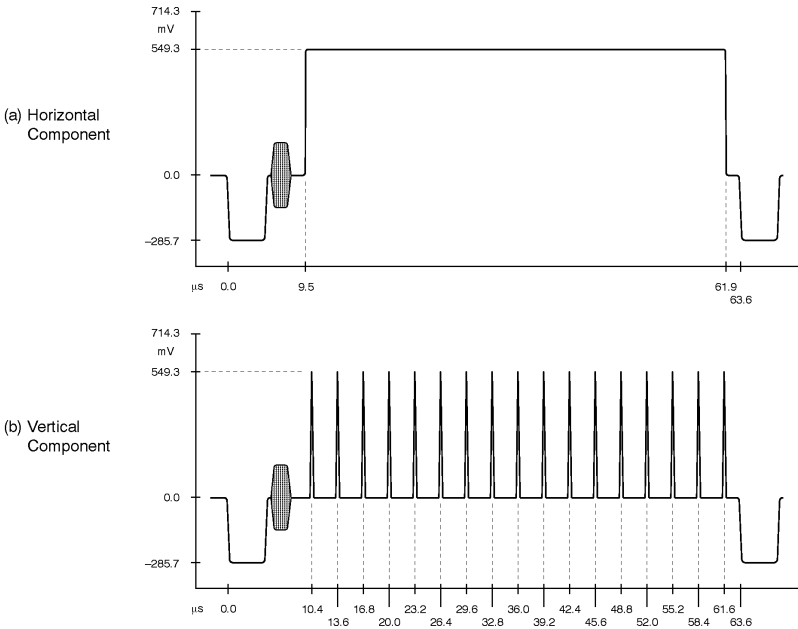 714.3
mV
549.3
(a) Horizontal
Component
0.0
–285.7
µs 0.0 9.5 61.9
63.6
714.3
mV
549.3
(b) Vertical
Component
0.0
–285.7
µs 0.0 10.4 16.8 23.2 29.6 36.0 42.4 48.8 55.2 61.6
13.6 20.0 26.4 32.8 39.2 45.6 52.0 58.4 63.6